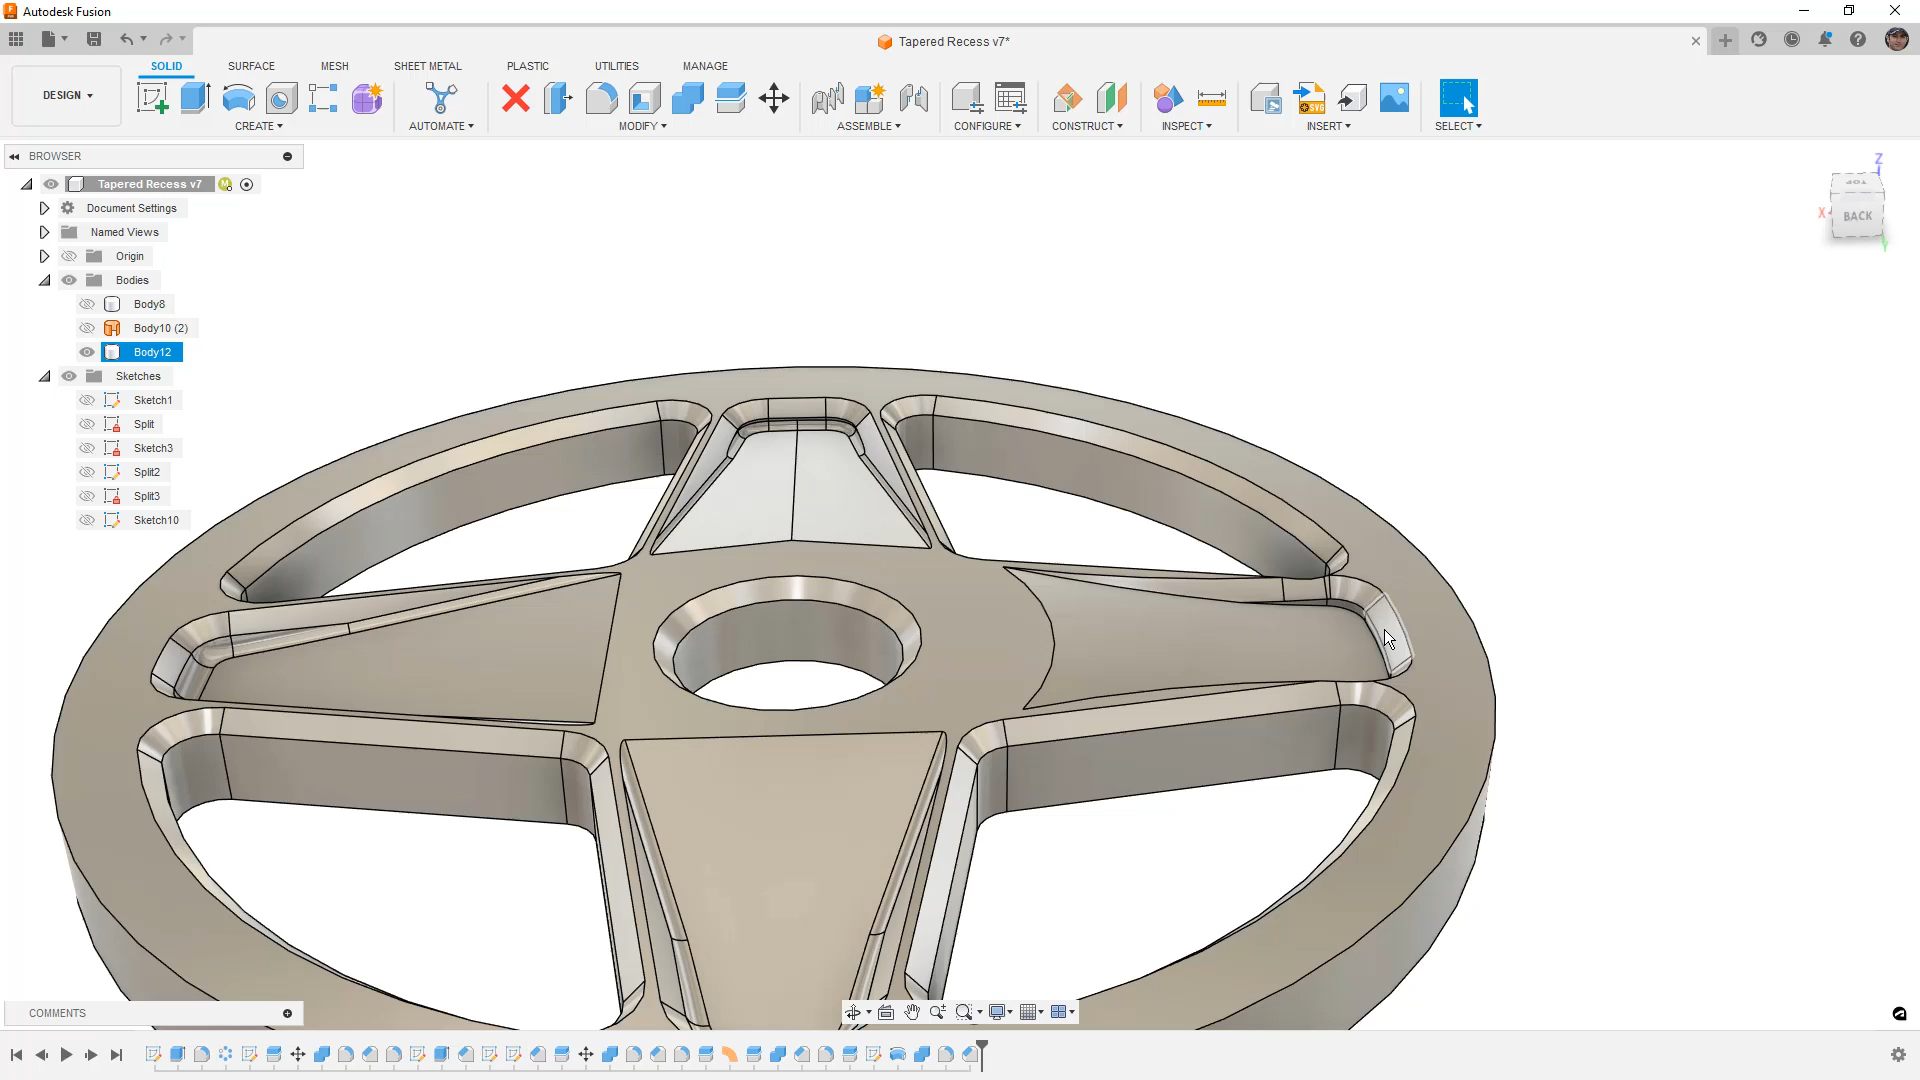 Autodesk Fusion
Tapered Recess v7*
DESIGN
SOLID
SURFACE
MESH
SHEET METAL
PLASTIC
UTILITIES
MANAGE
CREATE
AUTOMATE
MODIFY
ASSEMBLE
CONFIGURE
CONSTRUCT
INSPECT
INSERT
SELECT
BROWSER
Tapered Recess v7
Document Settings
Named Views
Origin
Bodies
Body8
Body10 (2)
Body12
Sketches
Sketch1
Split
Sketch3
Split2
Split3
Sketch10
Z
TOP
X
BACK
Y
COMMENTS